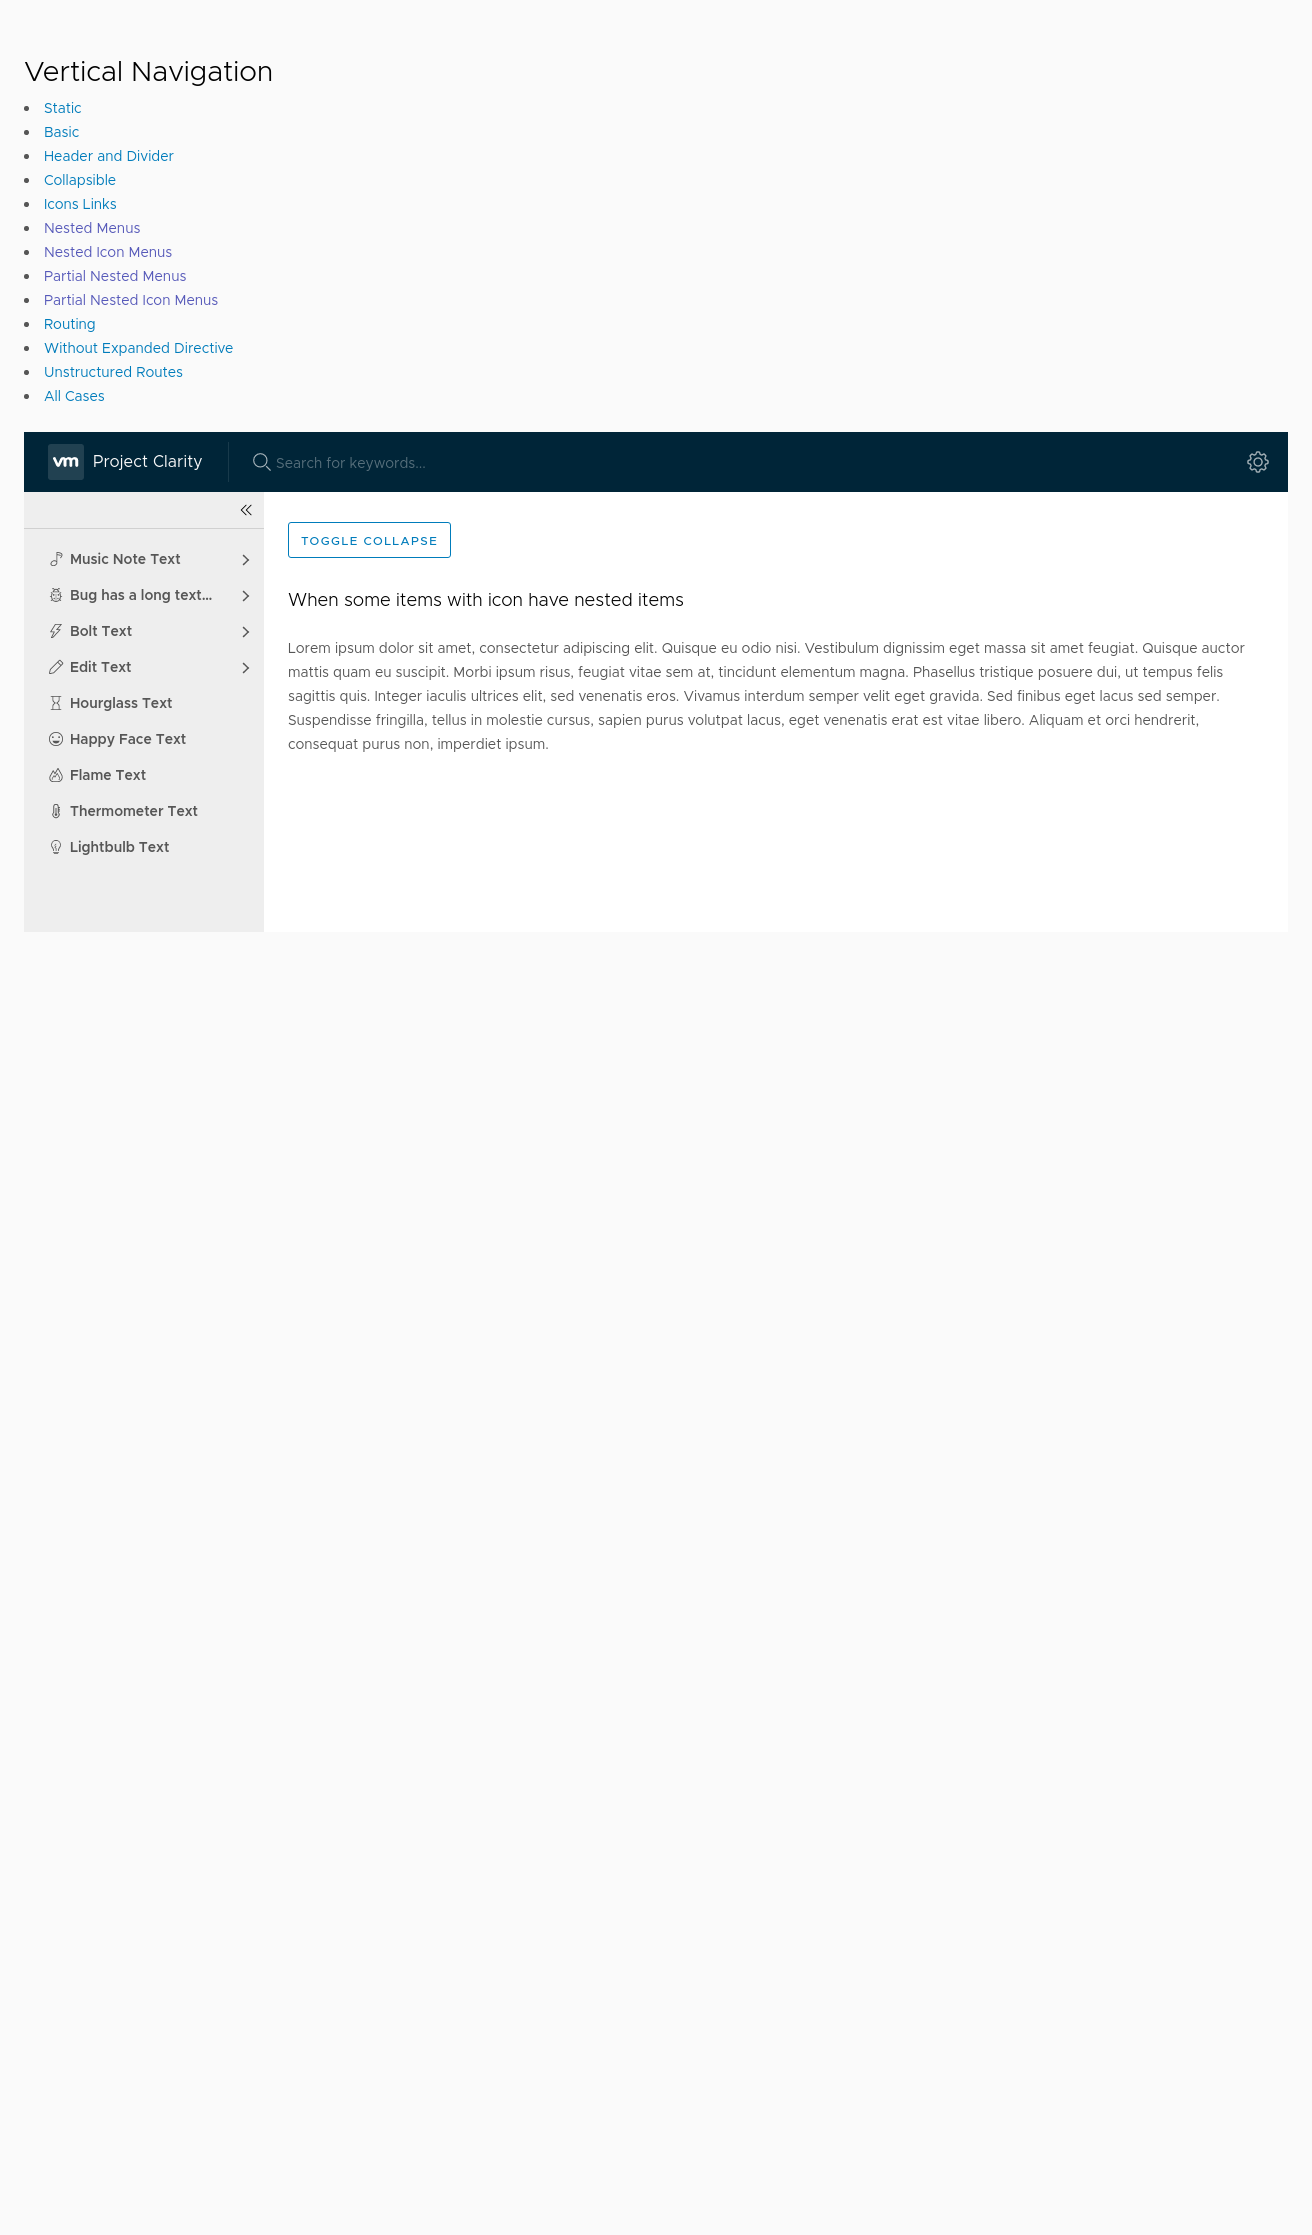 Vertical Navigation
Static
Basic
Header and Divider
Collapsible
Icons Links
Nested Menus
Nested Icon Menus
Partial Nested Menus
Partial Nested Icon Menus
Routing
Without Expanded Directive
Unstructured Routes
All Cases
vm Project Clarity Search for keywords...
TOGGLE COLLAPSE
Music Note Text
Bug has a long text...
Bolt Text
Edit Text
Hourglass Text
Happy Face Text
Flame Text
Thermometer Text
Lightbulb Text
When some items with icon have nested items
Lorem ipsum dolor sit amet, consectetur adipiscing elit. Quisque eu odio nisi. Vestibulum dignissim eget massa sit amet feugiat. Quisque auctor
mattis quam eu suscipit. Morbi ipsum risus, feugiat vitae sem at, tincidunt elementum magna. Phasellus tristique posuere dui, ut tempus felis
sagittis quis. Integer iaculis ultrices elit, sed venenatis eros. Vivamus interdum semper velit eget gravida. Sed finibus eget lacus sed semper.
Suspendisse fringilla, tellus in molestie cursus, sapien purus volutpat lacus, eget venenatis erat est vitae libero. Aliquam et orci hendrerit,
consequat purus non, imperdiet ipsum.